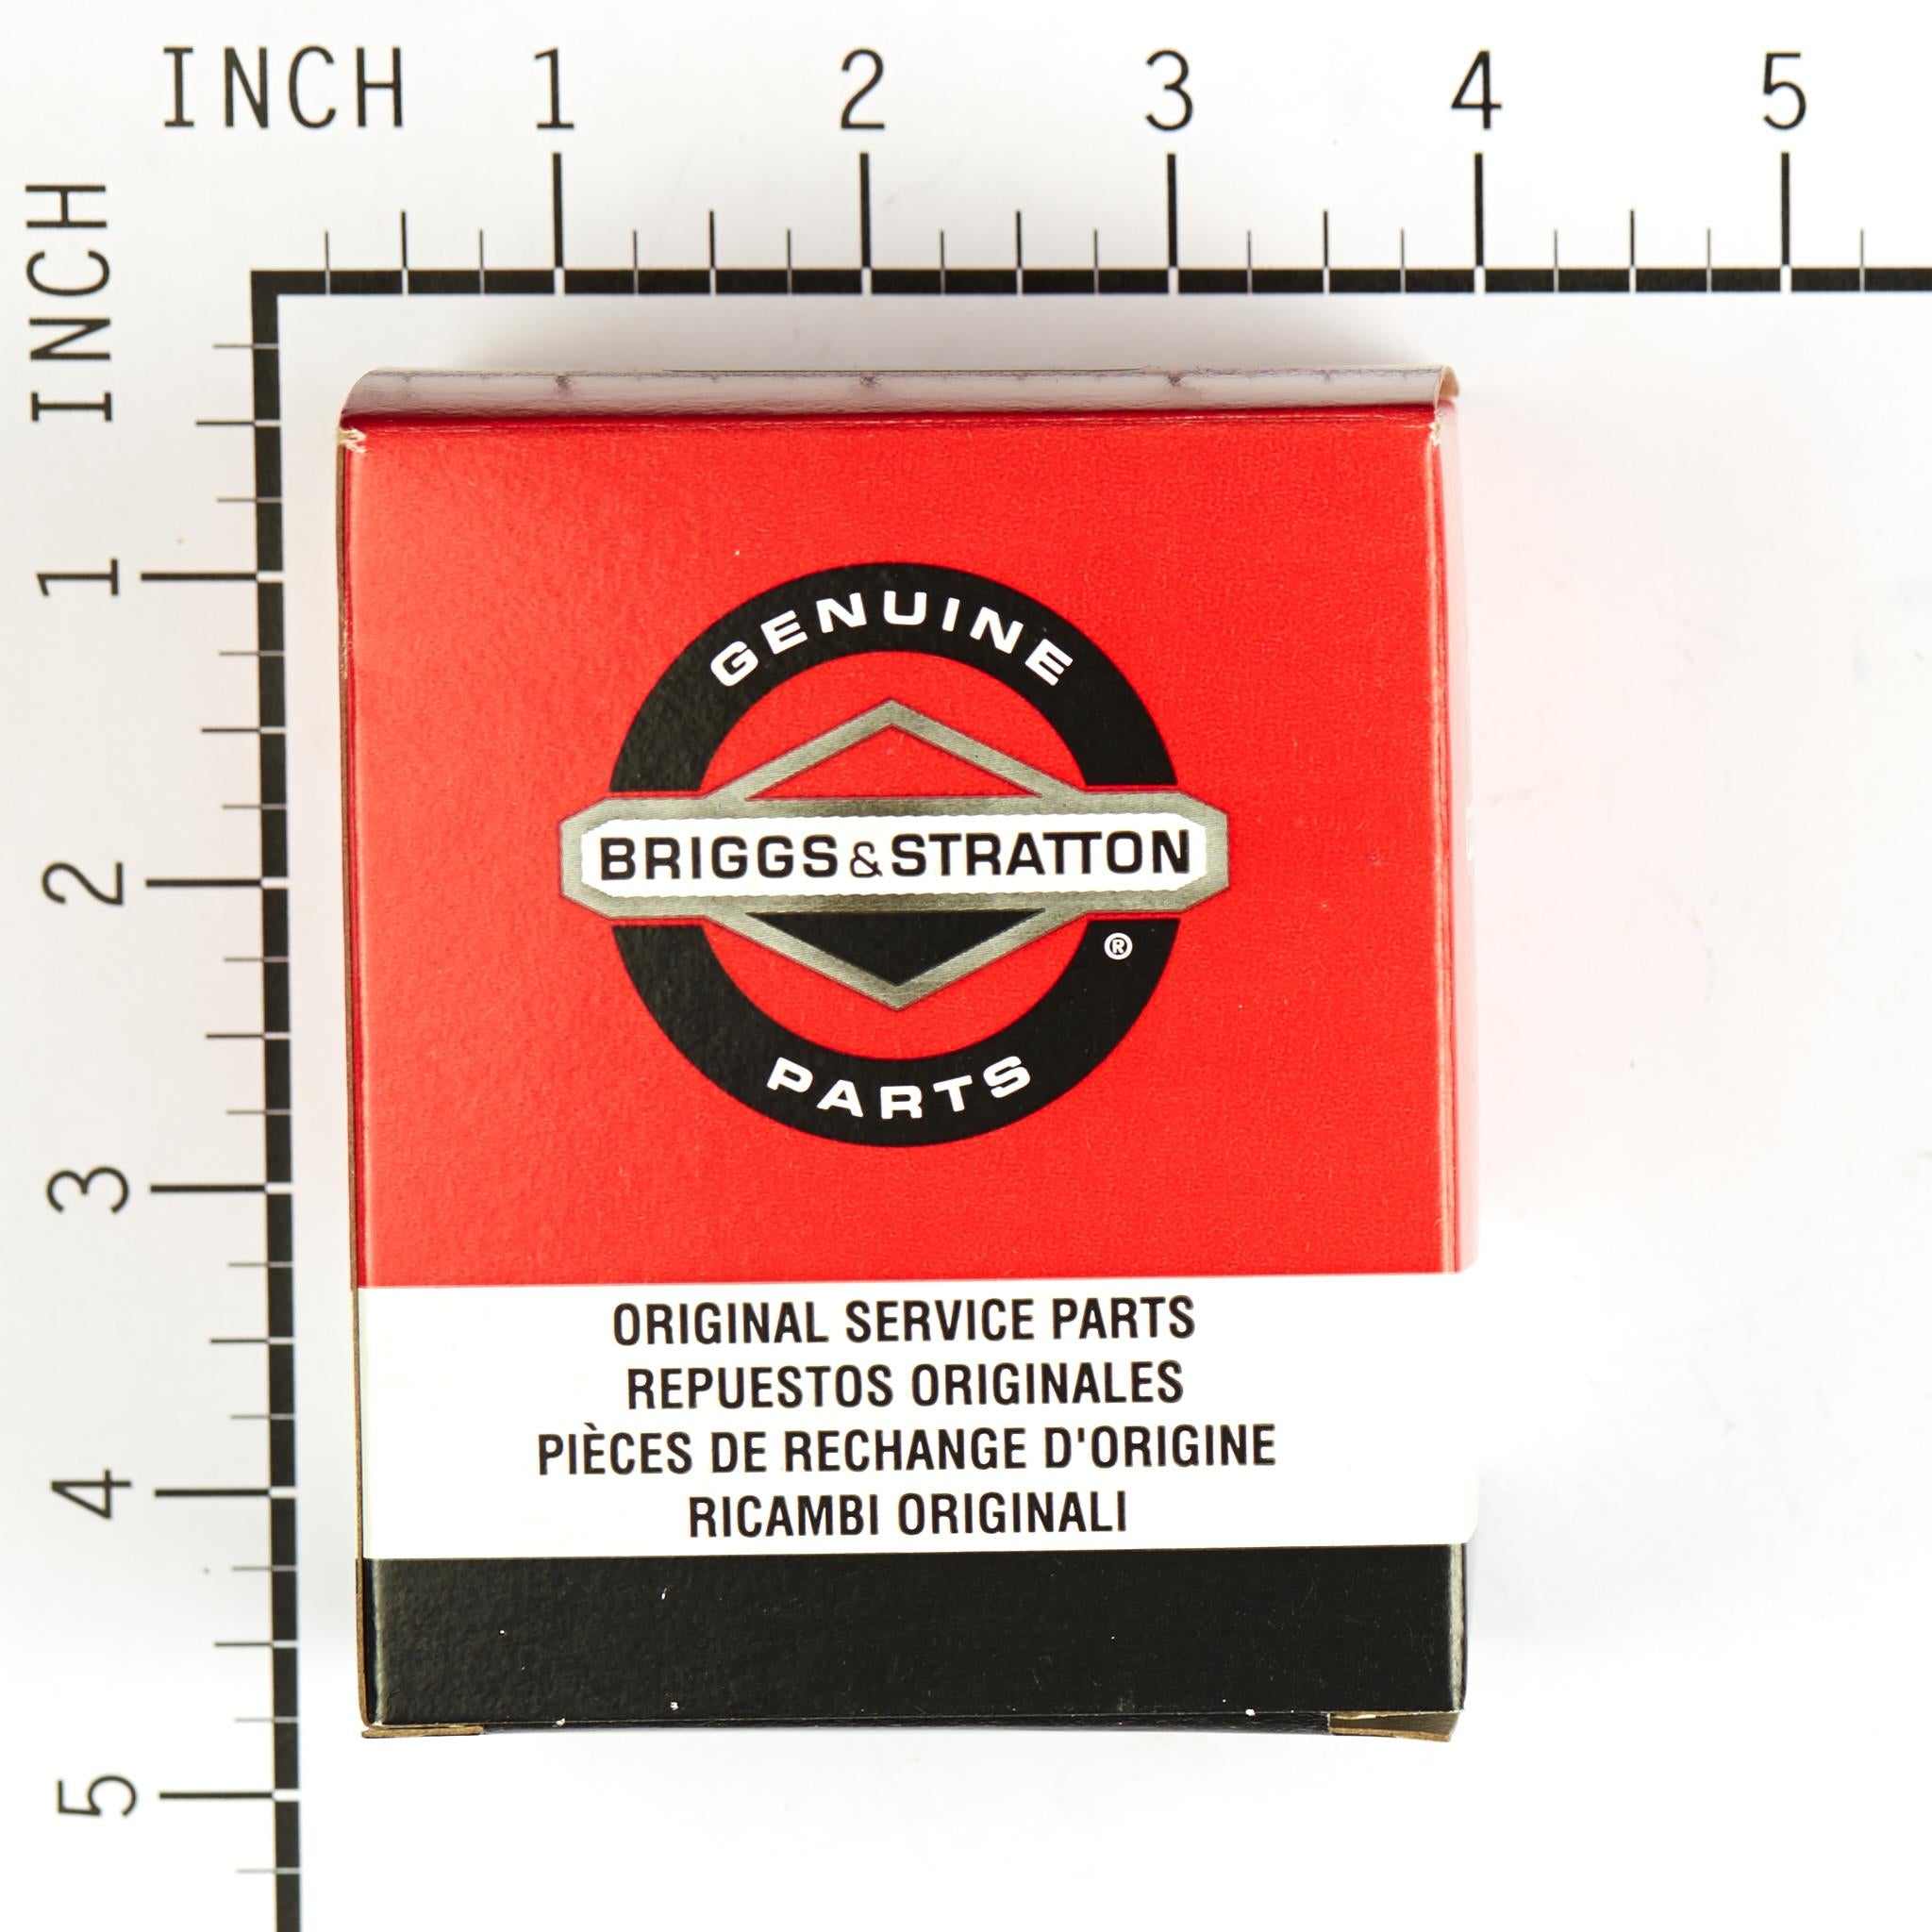 INCH 1 2 3 4 5
INCH
1
2
3
4
5
GENUINE
BRIGGS & STRATTON
®
PARTS
ORIGINAL SERVICE PARTS
REPUESTOS ORIGINALES
PIÈCES DE RECHANGE D'ORIGINE
RICAMBI ORIGINALI